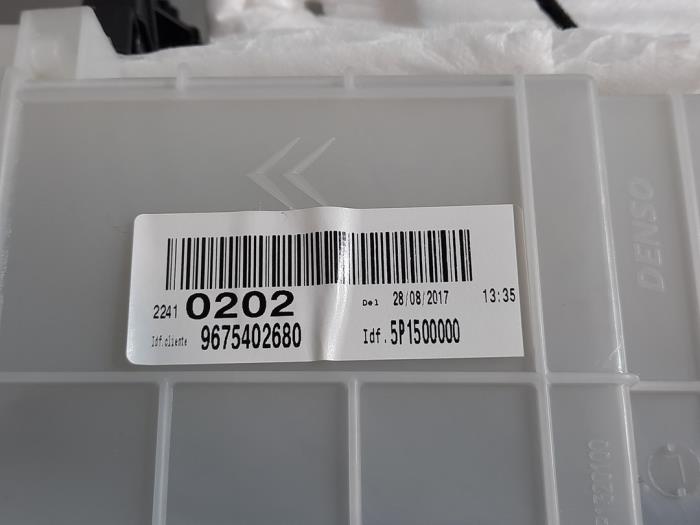 DENSO
2241 0202 Del 28/08/2017 13:35
Idf.cliente 9675402680 Idf. 5P1500000